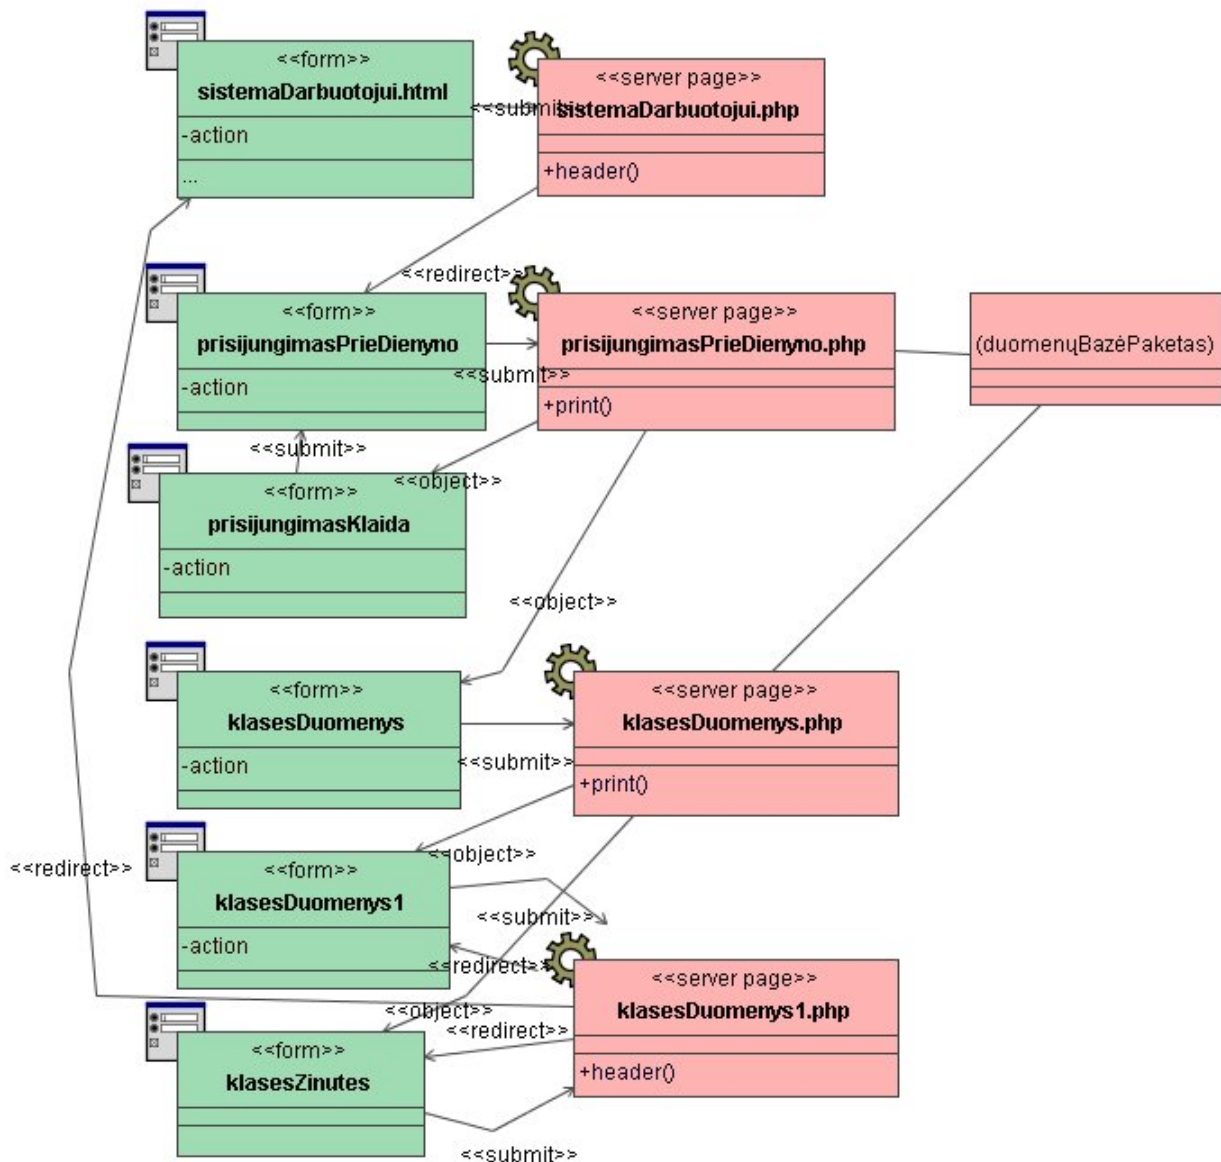 <<form>>
sistemaDarbuotojui.html
-action
...
<<submit>>
<<server page>>
sistemaDarbuotojui.php
+header()
<<redirect>>
<<form>>
prisijungimasPrieDienyno
-action
<<submit>>
<<server page>>
prisijungimasPrieDienyno.php
+print()
(duomenųBazėPaketas)
<<submit>>
<<object>>
<<form>>
prisijungimasKlaida
-action
<<object>>
<<form>>
klasesDuomenys
-action
<<submit>>
<<server page>>
klasesDuomenys.php
+print()
<<object>>
<<redirect>>
<<form>>
klasesDuomenys1
-action
<<submit>>
<<redirect>>
<<server page>>
klasesDuomenys1.php
+header()
<<object>>
<<redirect>>
<<form>>
klasesZinutes
<<submit>>